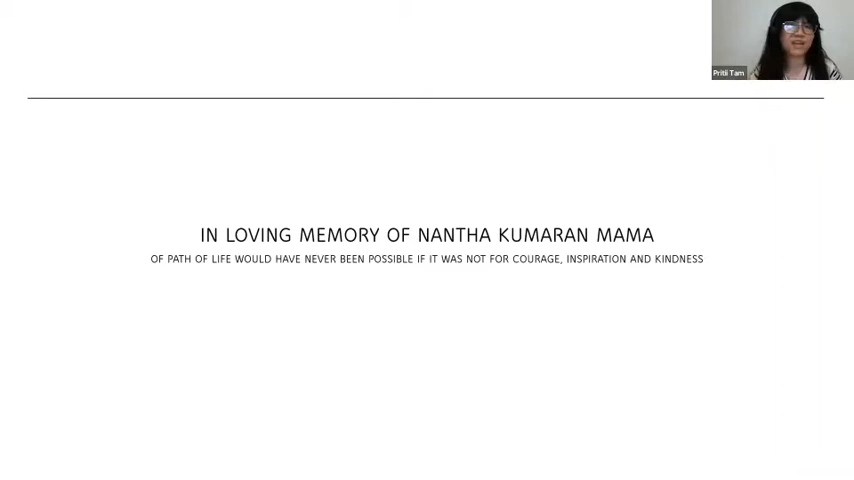 Pritii Tam
IN LOVING MEMORY OF NANTHA KUMARAN MAMA
OF PATH OF LIFE WOULD HAVE NEVER BEEN POSSIBLE IF IT WAS NOT FOR COURAGE, INSPIRATION AND KINDNESS